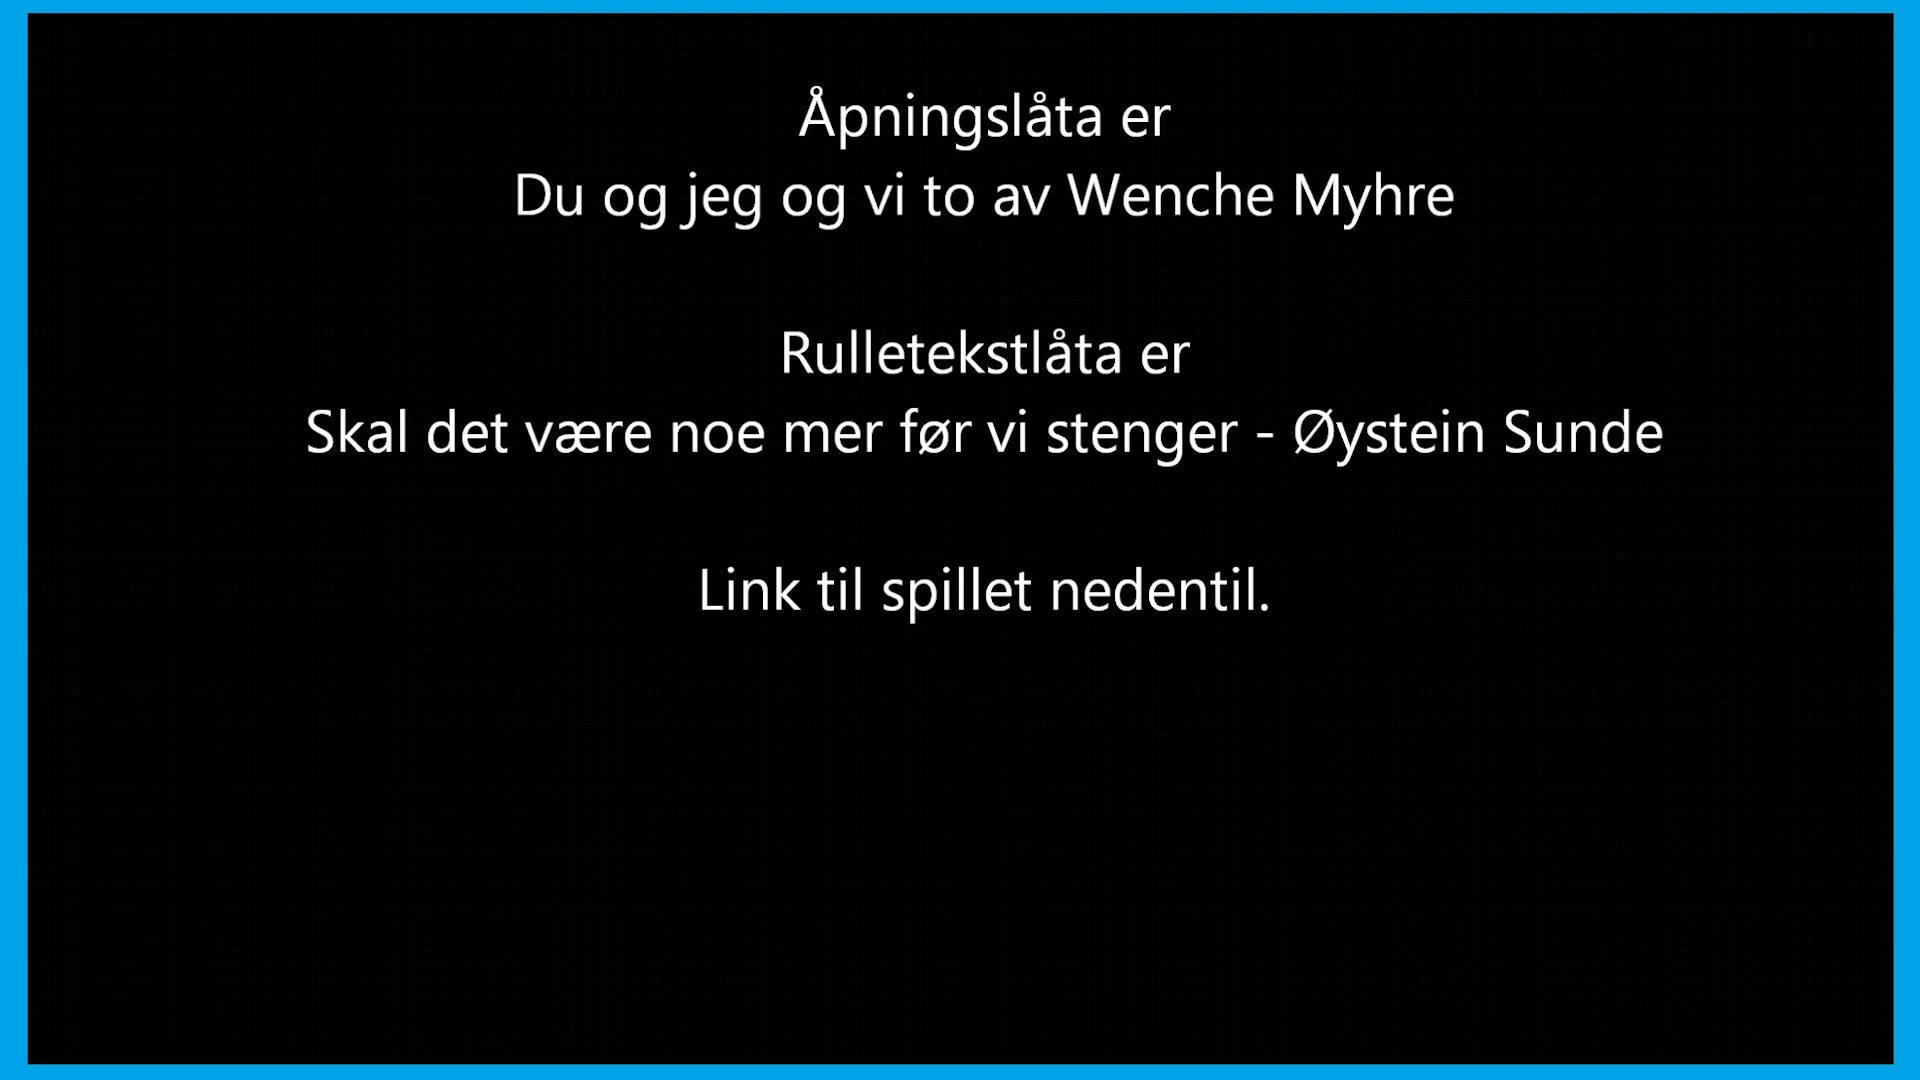 Åpningslåta er
Du og jeg og vi to av Wenche Myhre
Rulletekstlåta er
Skal det være noe mer før vi stenger - Øystein Sunde
Link til spillet nedentil.